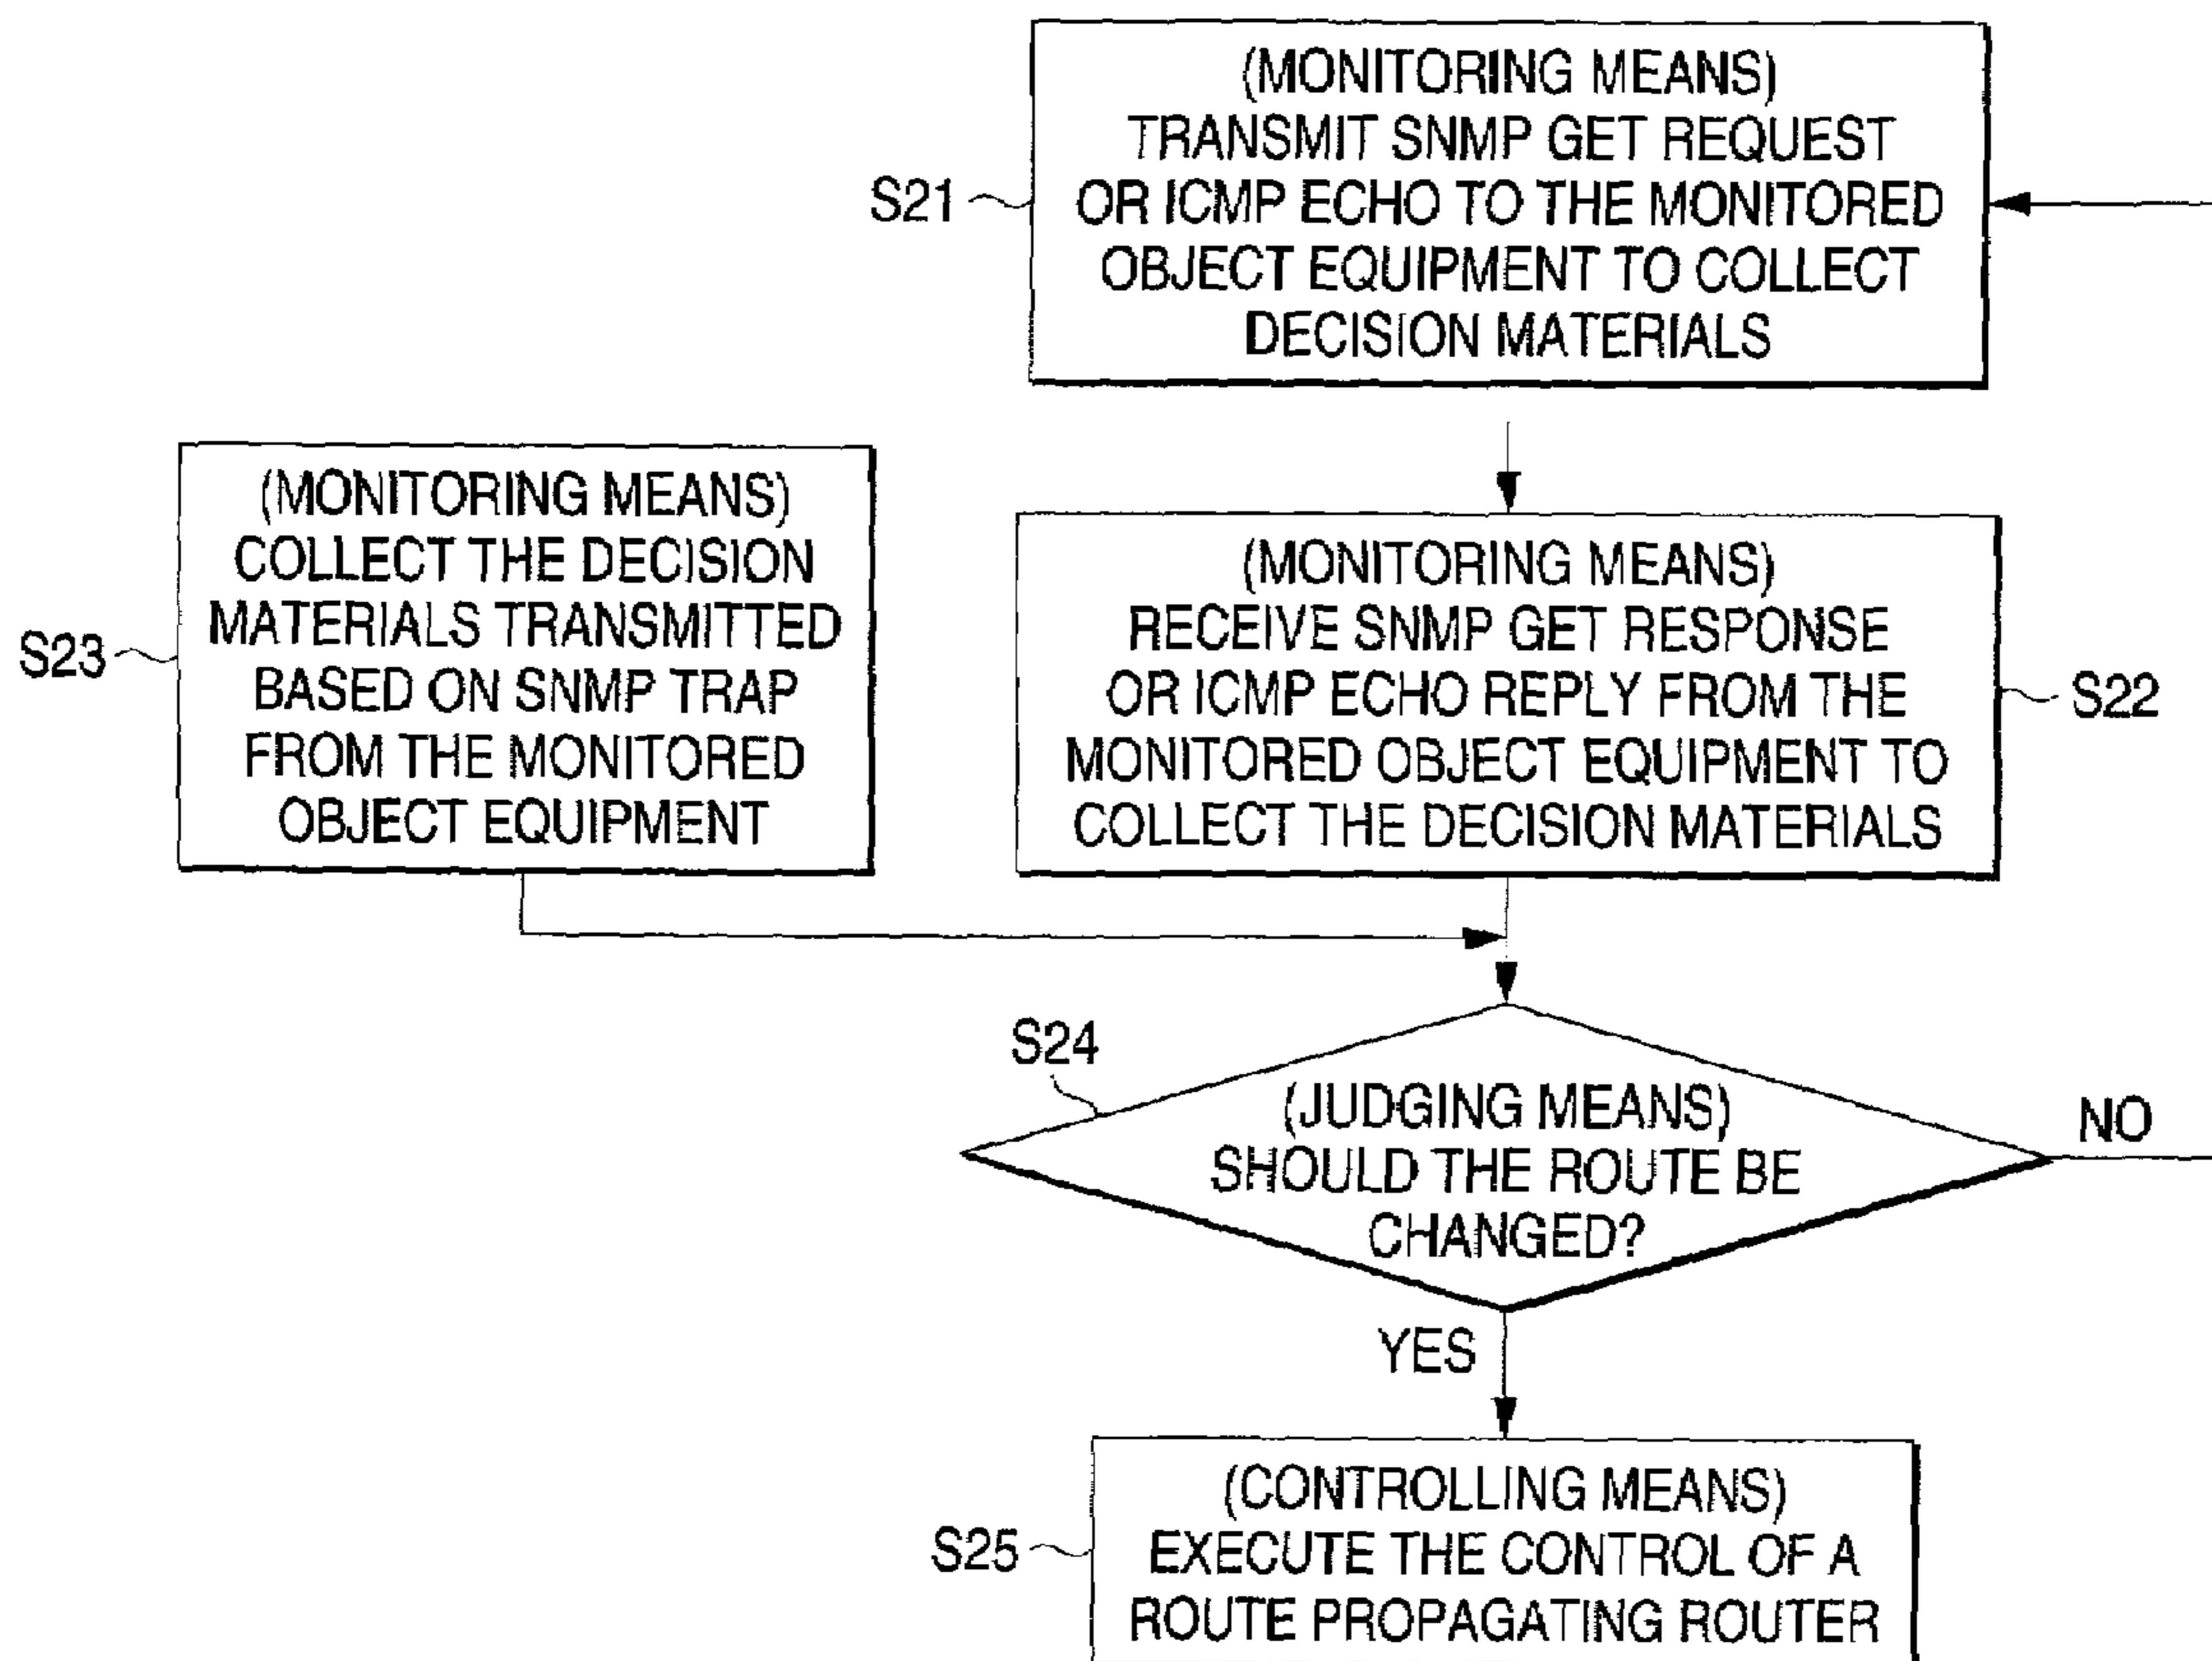 (MONITORING MEANS)
TRANSMIT SNMP GET REQUEST
OR ICMP ECHO TO THE MONITORED
OBJECT EQUIPMENT TO COLLECT
DECISION MATERIALS
S21
(MONITORING MEANS)
COLLECT THE DECISION
MATERIALS TRANSMITTED
BASED ON SNMP TRAP
FROM THE MONITORED
OBJECT EQUIPMENT
S23
(MONITORING MEANS)
RECEIVE SNMP GET RESPONSE
OR ICMP ECHO REPLY FROM THE
MONITORED OBJECT EQUIPMENT TO
COLLECT THE DECISION MATERIALS
S22
S24
(JUDGING MEANS)
SHOULD THE ROUTE BE
CHANGED?
NO
YES
(CONTROLLING MEANS)
EXECUTE THE CONTROL OF A
ROUTE PROPAGATING ROUTER
S25